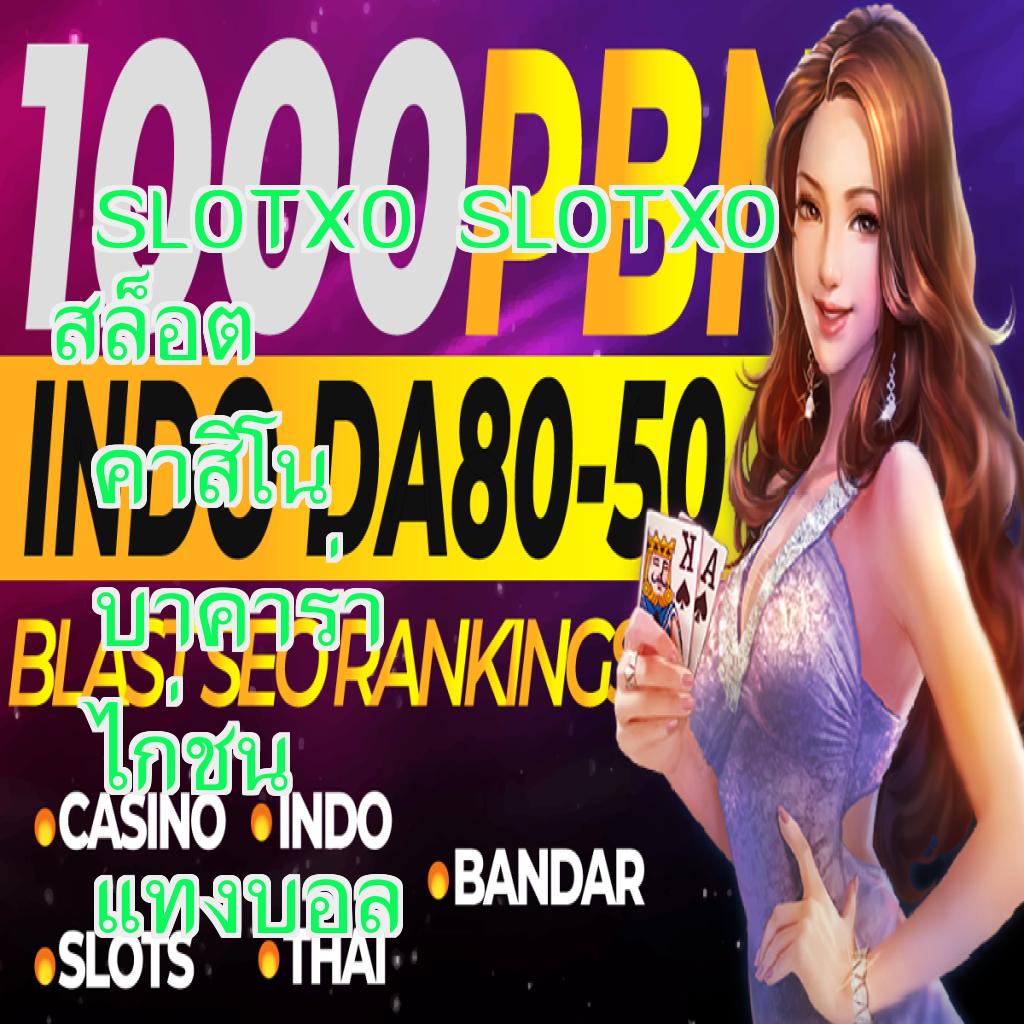 1000PBN
SLOTXO SLOTXO
สล็อต
INDO DA80-50
คาสิโน
บาคาร่า
BLAST SEO RANKINGS
ไก่ชน
CASINO
INDO
BANDAR
แทงบอล
SLOTS
THAI
K
A